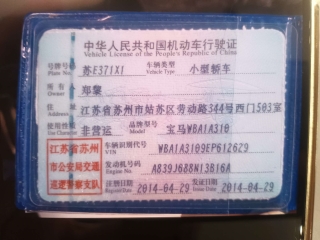 中华人民共和国机动车行驶证
Vehicle License of the People's Republic of China
号牌号码 苏E371X1 车辆类型 小型轿车
Plate No. Vehicle Type
所有人 郑馨
Owner
住址 江苏省苏州市姑苏区劳动路344号西门503室
Address
使用性质 非营运 品牌型号 宝马WBA1A310
Use Character Model
江苏省苏州 车辆识别代号 WBA1A3109EP612629
VIN
市公安局交通 发动机号码 A839J688N13B16A
Engine No.
巡逻警察支队 注册日期 2014-04-29 发证日期 2014-04-29
Register Date Issue Date